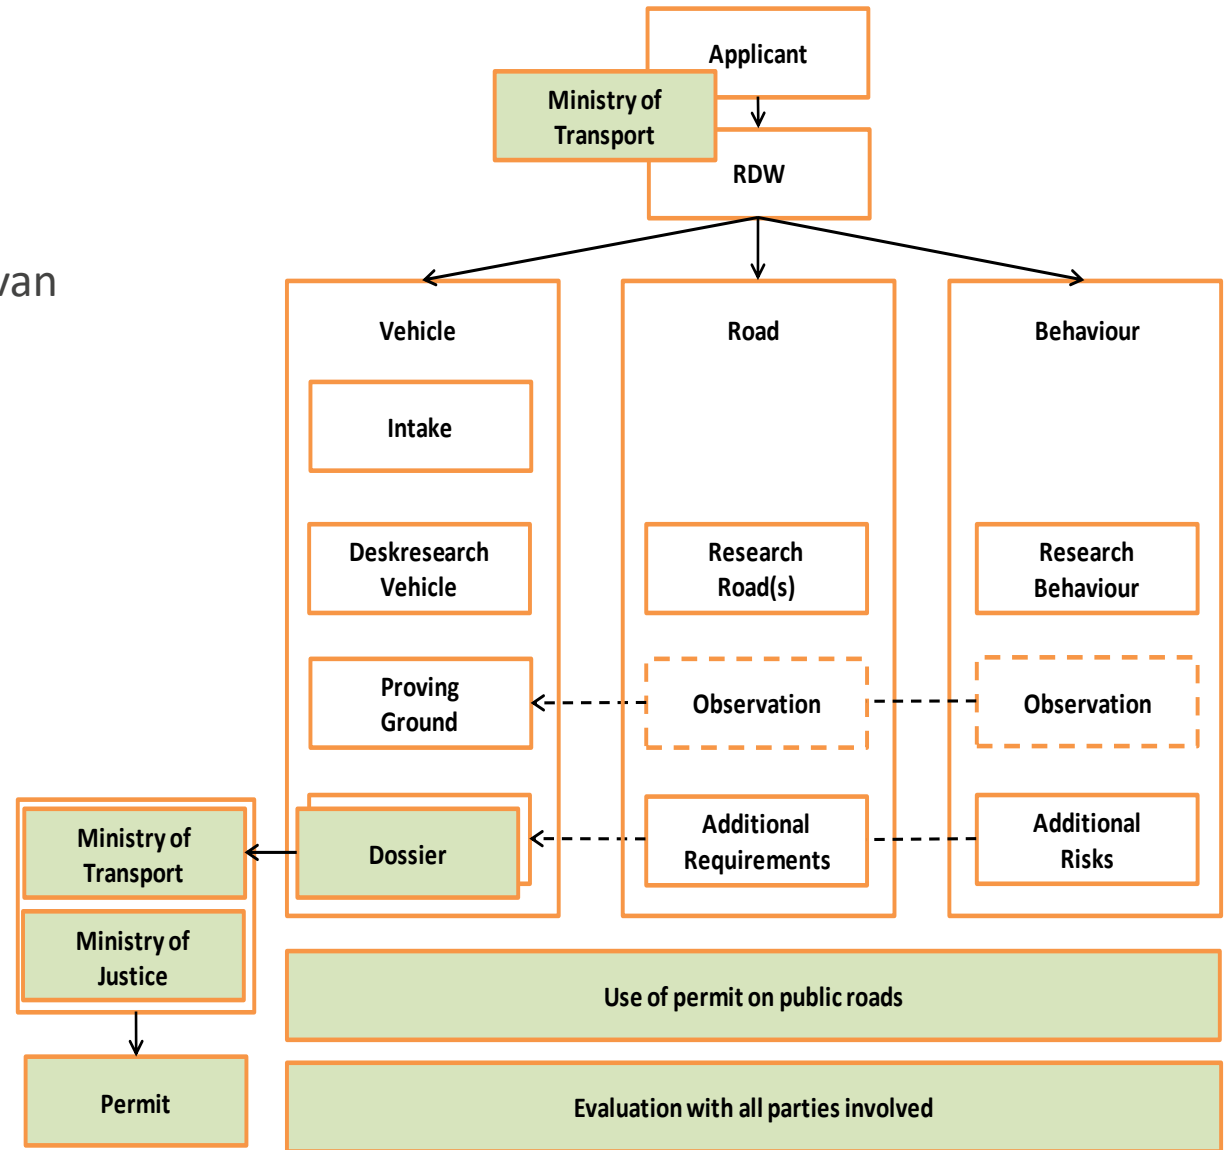 Applicant
Ministry of
Transport
RDW
van
Vehicle
Road
Behaviour
Intake
Deskresearch
Vehicle
Research
Road(s)
Research
Behaviour
Proving
Ground
Observation
Observation
Ministry of
Transport
Dossier
Additional
Requirements
Additional
Risks
Ministry of
Justice
Use of permit on public roads
Permit
Evaluation with all parties involved